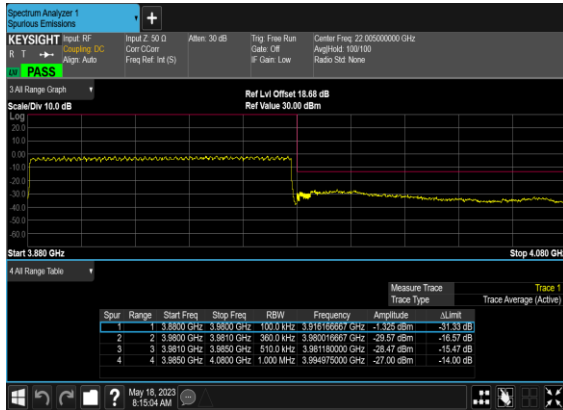 Spectrum Analyzer 1
Spurious Emissions
+
KEYSIGHT Input: RF Input Z: 50 Ω Atten: 30 dB Trig: Free Run Center Freq: 22.005000000 GHz
R T Coupling: DC Corr CCorr Gate: Off Avg|Hold: 100/100
Align: Auto Freq Ref: Int (S) IF Gain: Low Radio Std: None
LU PASS
3 All Range Graph
Ref Lvl Offset 18.68 dB
Scale/Div 10.0 dB Ref Value 30.00 dBm
Log
20.0
10.0
0.00
-10.0
-20.0
-30.0
-40.0
-50.0
-60.0
Start 3.880 GHz Stop 4.080 GH
4 All Range Table
Measure Trace Trace 1
Trace Type Trace Average (Active)
Spur Range Start Freq Stop Freq RBW Frequency Amplitude ΔLimit
1 1 3.8800 GHz 3.9800 GHz 100.0 kHz 3.916166667 GHz -1.325 dBm -31.33 dB
2 2 3.9800 GHz 3.9810 GHz 360.0 kHz 3.980016667 GHz -29.57 dBm -16.57 dB
3 3 3.9810 GHz 3.9850 GHz 510.0 kHz 3.981180000 GHz -28.47 dBm -15.47 dB
4 4 3.9850 GHz 4.0800 GHz 1.000 MHz 3.994975000 GHz -27.00 dBm -14.00 dB
? May 18, 2023
8:15:04 AM